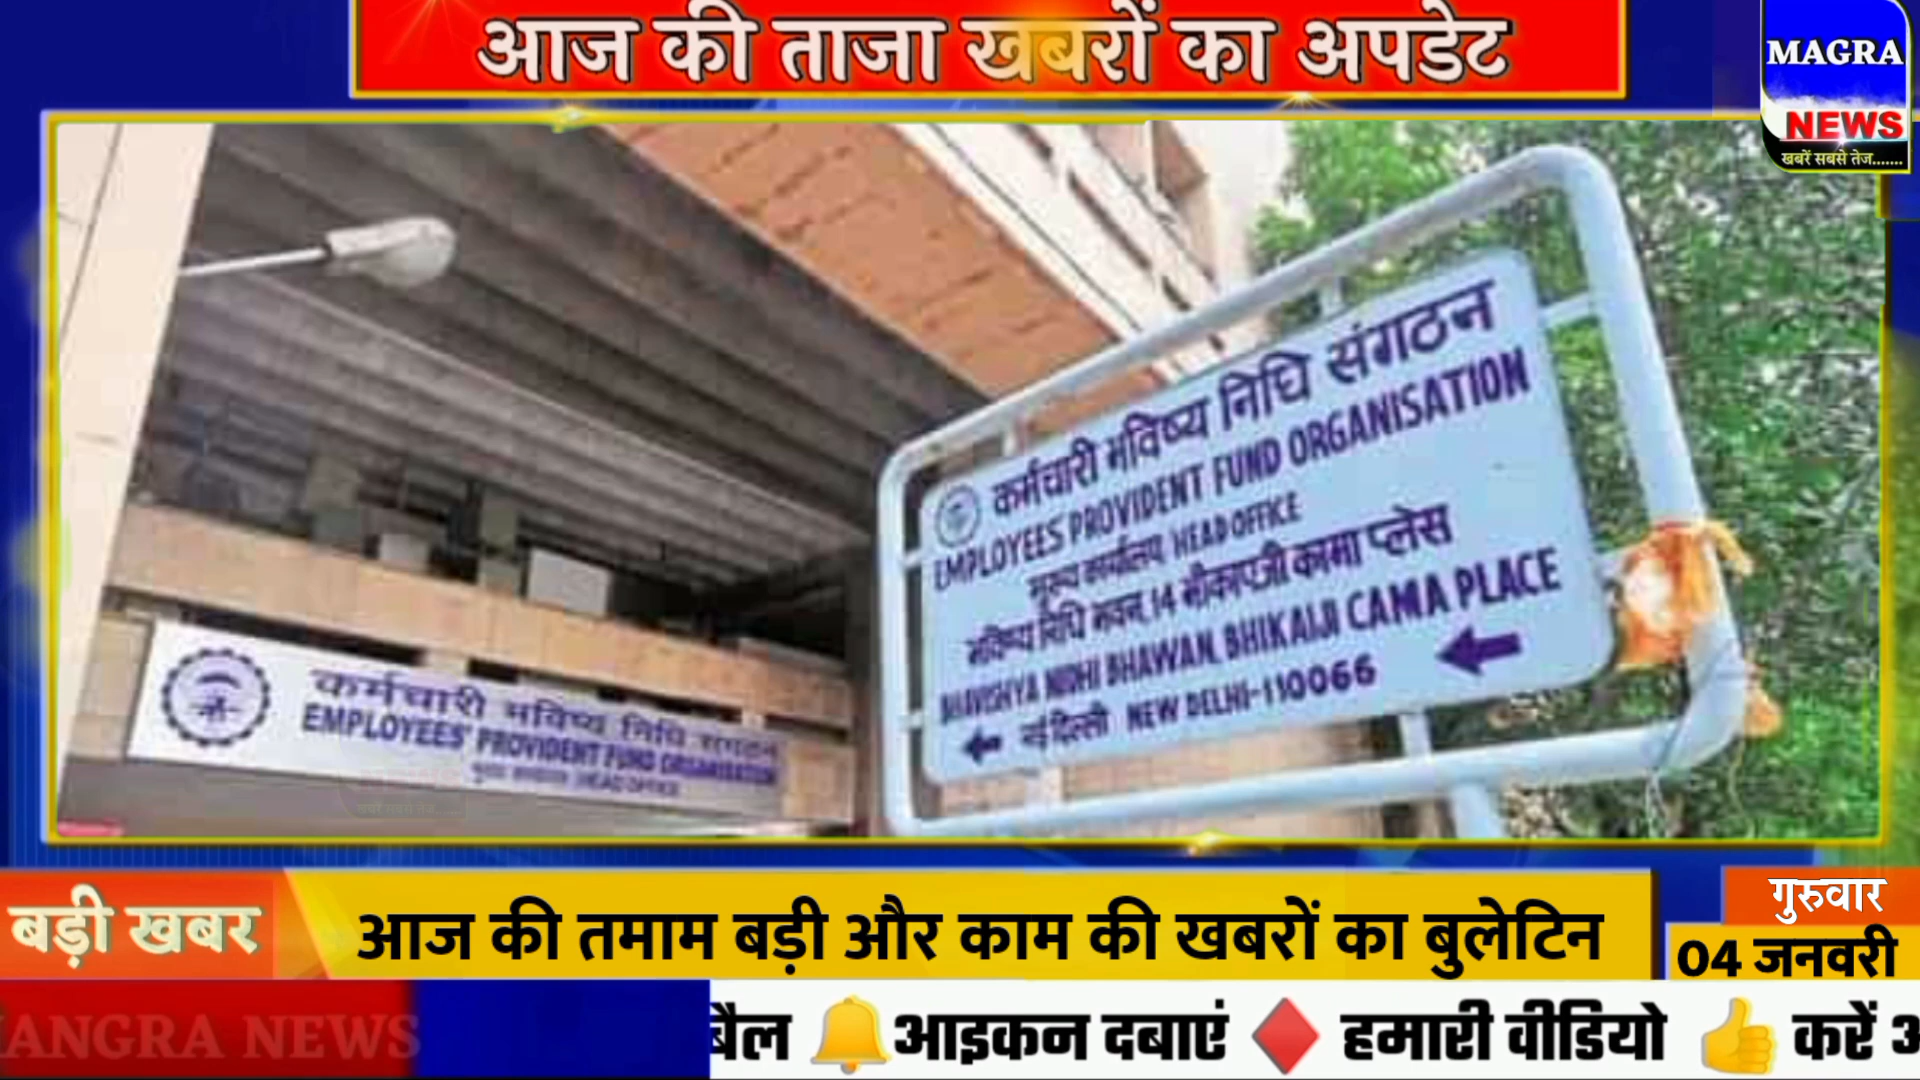 आज की ताजा खबरों का अपडेट
MAGRA
NEWS
खबरें सबसे तेज.......
कर्मचारी भविष्य निधि संगठन
EMPLOYEES' PROVIDENT FUND ORGANISATION
मुख्य कार्यालय HEAD OFFICE
भविष्य निधि भवन, 14 भीकाएजी कामा प्लेस
BHAVISHYA NIDHI BHAWAN, BHIKAIJI CAMA PLACE
नई दिल्ली NEW DELHI-110066
कर्मचारी भविष्य निधि संगठन
EMPLOYEES' PROVIDENT FUND ORGANISATION
HEAD OFFICE
बड़ी खबर
आज की तमाम बड़ी और काम की खबरों का बुलेटिन
गुरुवार
04 जनवरी
ANGRA NEWS
बैल 🔔आइकन दबाएं ♦ हमारी वीडियो 👍 करें